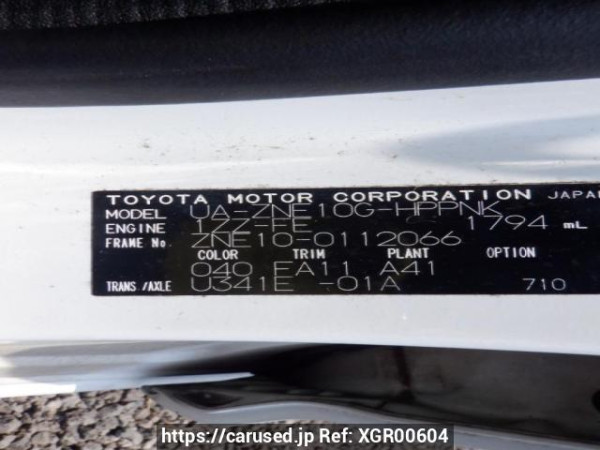 TOYOTA MOTOR CORPORATION JAPAN
MODEL UA-ZNE10G-HPPNK
ENGINE 1ZZ-FE 1794 mL
FRAME No. ZNE10-0112066
COLOR TRIM PLANT OPTION
040 EA11 A41
TRANS/AXLE U341E -01A 710
https://carused.jp Ref: XGR00604